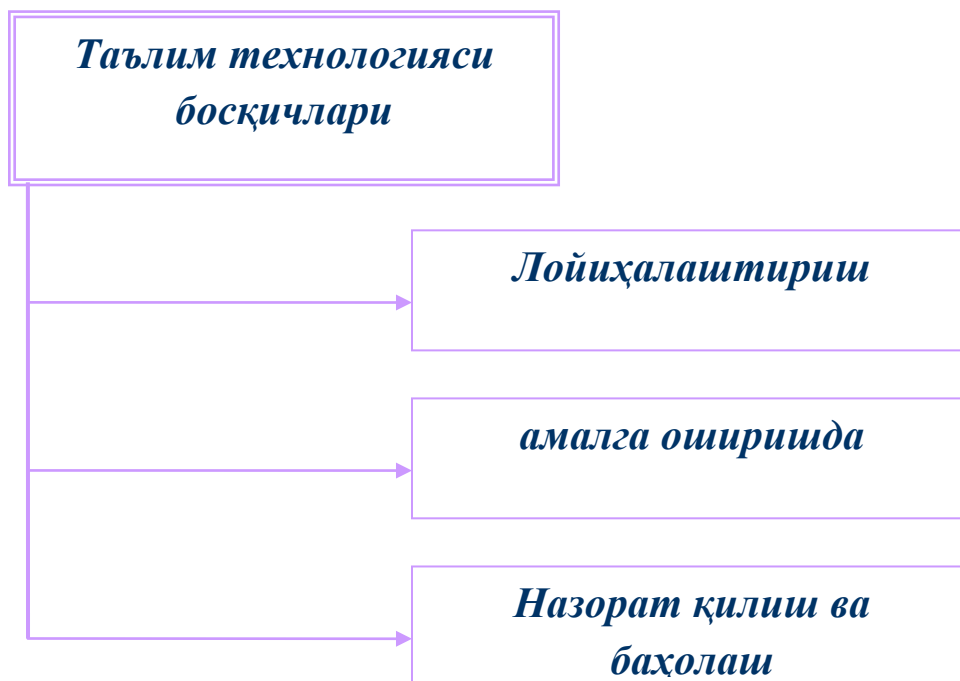 Таълим технологияси
босқичлари
Лойиҳалаштириш
амалга оширишда
Назорат қилиш ва
баҳолаш